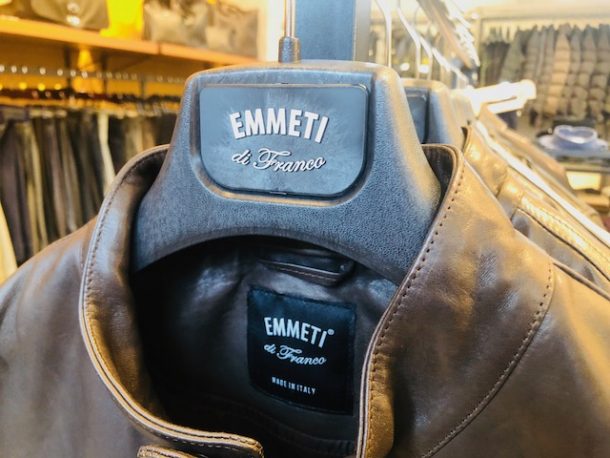 EMMETI
di Franco
EMMETI®
di Franco
MADE IN ITALY